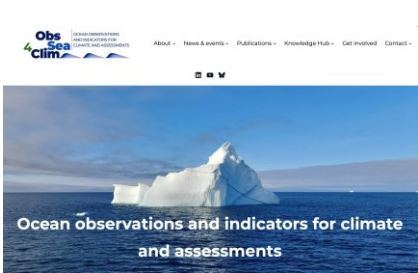 Obs
Sea
4Clim
OCEAN OBSERVATIONS
AND INDICATORS FOR
CLIMATE AND ASSESSMENTS
About
News & events
Publications
Knowledge Hub
Get involved
Contact
Ocean observations and indicators for climate
and assessments